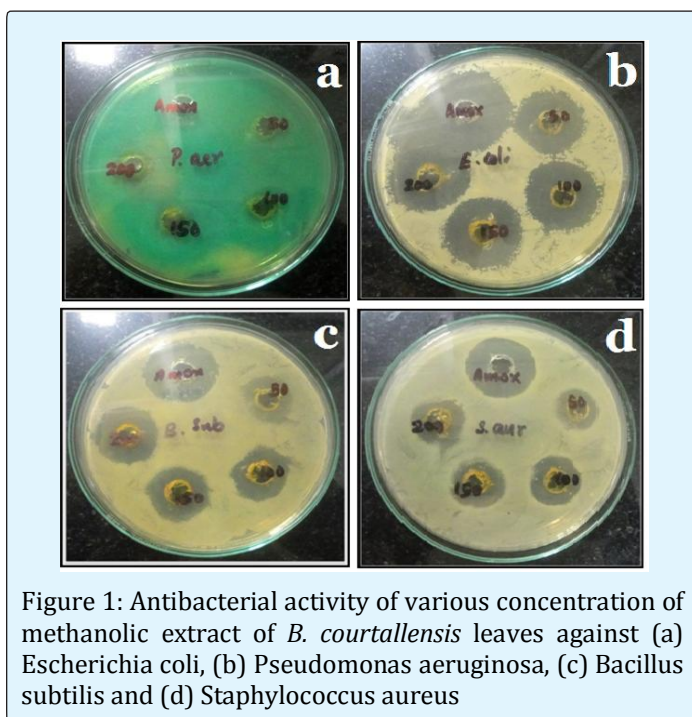 a
Amox
50
200
P. aer
100
150
b
Amox
50
E. coli
200
100
150
c
Amox
50
200
B. Sub
100
150
d
Amox
50
200
S. aur
150
100
Figure 1: Antibacterial activity of various concentration of
methanolic extract of B. courtallensis leaves against (a)
Escherichia coli, (b) Pseudomonas aeruginosa, (c) Bacillus
subtilis and (d) Staphylococcus aureus